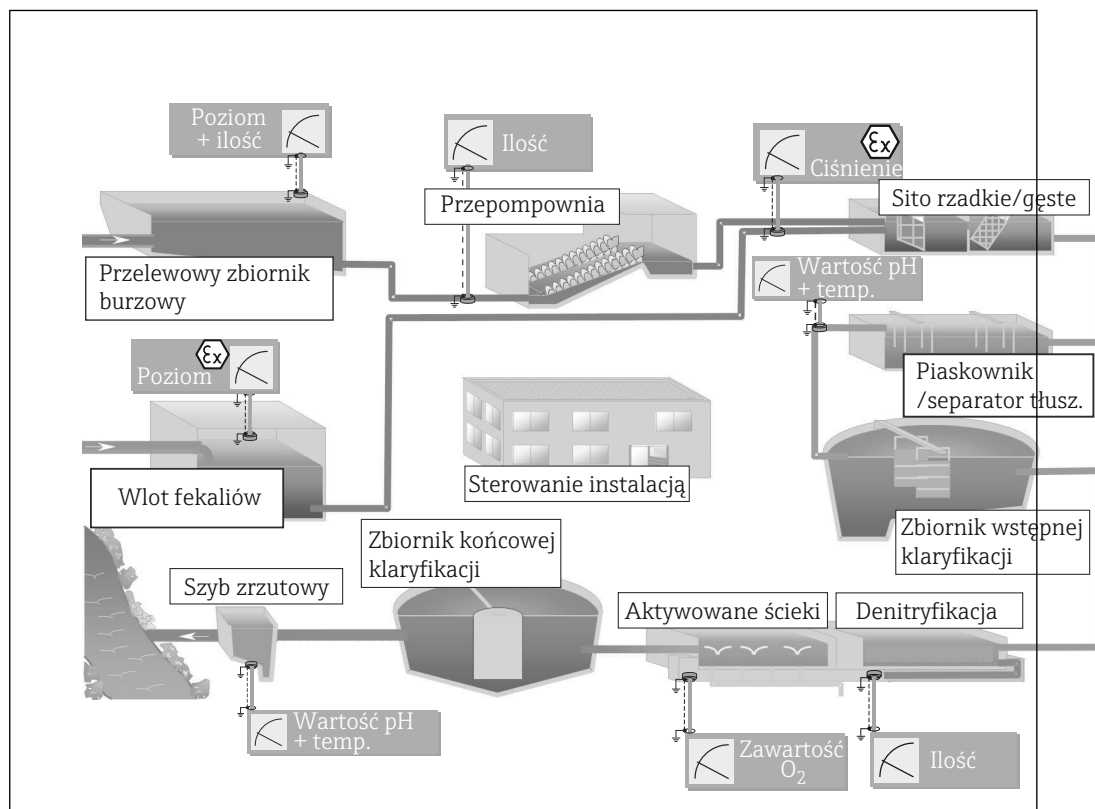 Poziom
+ ilość
Ilość
Ex
Ciśnienie
Przepompownia
Sito rzadkie/gęste
Przelewowy zbiornik
burzowy
Wartość pH
+ temp.
Ex
Poziom
Piaskownik
/separator tłusz.
Wlot fekaliów
Sterowanie instalacją
Zbiornik wstępnej
klaryfikacji
Zbiornik końcowej
klaryfikacji
Szyb zrzutowy
Aktywowane ścieki
Denitryfikacja
Wartość pH
+ temp.
Zawartość
O₂
Ilość